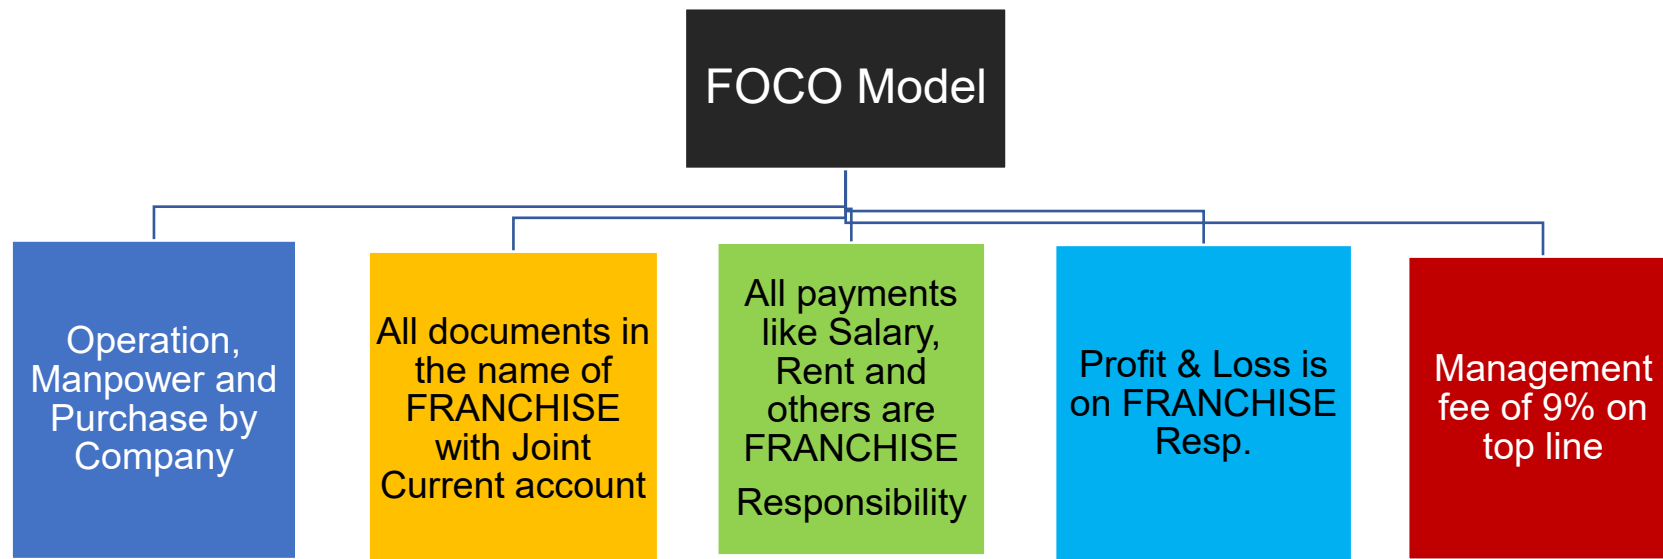 FOCO Model
Operation,
Manpower and
Purchase by
Company
All documents in
the name of
FRANCHISE
with Joint
Current account
All payments
like Salary,
Rent and
others are
FRANCHISE
Responsibility
Profit & Loss is
on FRANCHISE
Resp.
Management
fee of 9% on
top line